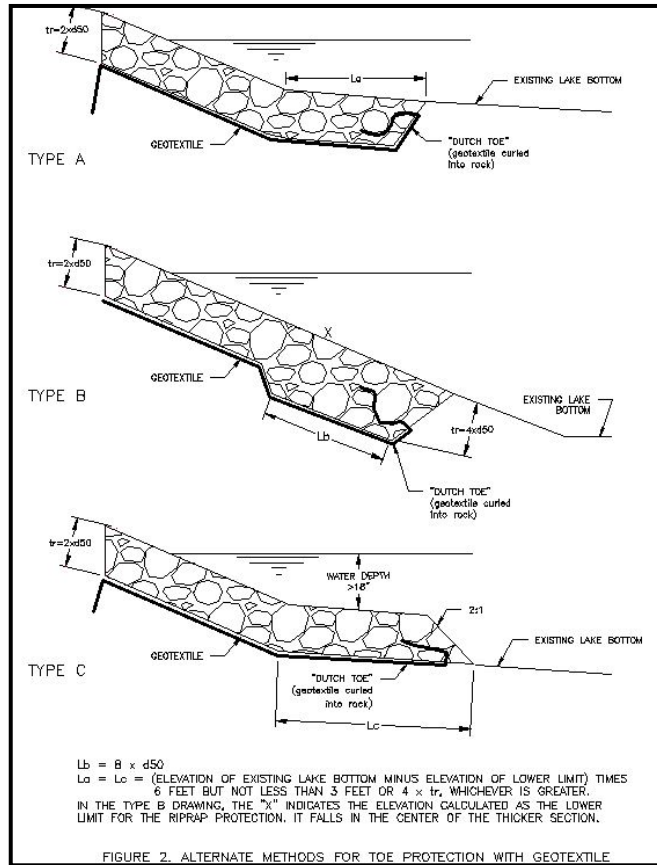 tr=2xd50
La
EXISTING LAKE BOTTOM
GEOTEXTILE
"DUTCH TOE"
(geotextile curled
into rock)
TYPE A
tr=2xd50
X
GEOTEXTILE
TYPE B
EXISTING LAKE
BOTTOM
Lb
tr=4xd50
"DUTCH TOE"
(geotextile curled
into rock)
tr=2xd50
WATER DEPTH
>18"
2:1
EXISTING LAKE BOTTOM
GEOTEXTILE
TYPE C
"DUTCH TOE"
(geotextile curled
into rock)
Lc
Lb = 8 x d50
La = Lc = (ELEVATION OF EXISTING LAKE BOTTOM MINUS ELEVATION OF LOWER LIMIT) TIMES
6 FEET BUT NOT LESS THAN 3 FEET OR 4 x tr, WHICHEVER IS GREATER.
IN THE TYPE B DRAWING, THE "X" INDICATES THE ELEVATION CALCULATED AS THE LOWER
LIMIT FOR THE RIPRAP PROTECTION. IT FALLS IN THE CENTER OF THE THICKER SECTION.
FIGURE 2. ALTERNATE METHODS FOR TOE PROTECTION WITH GEOTEXTILE